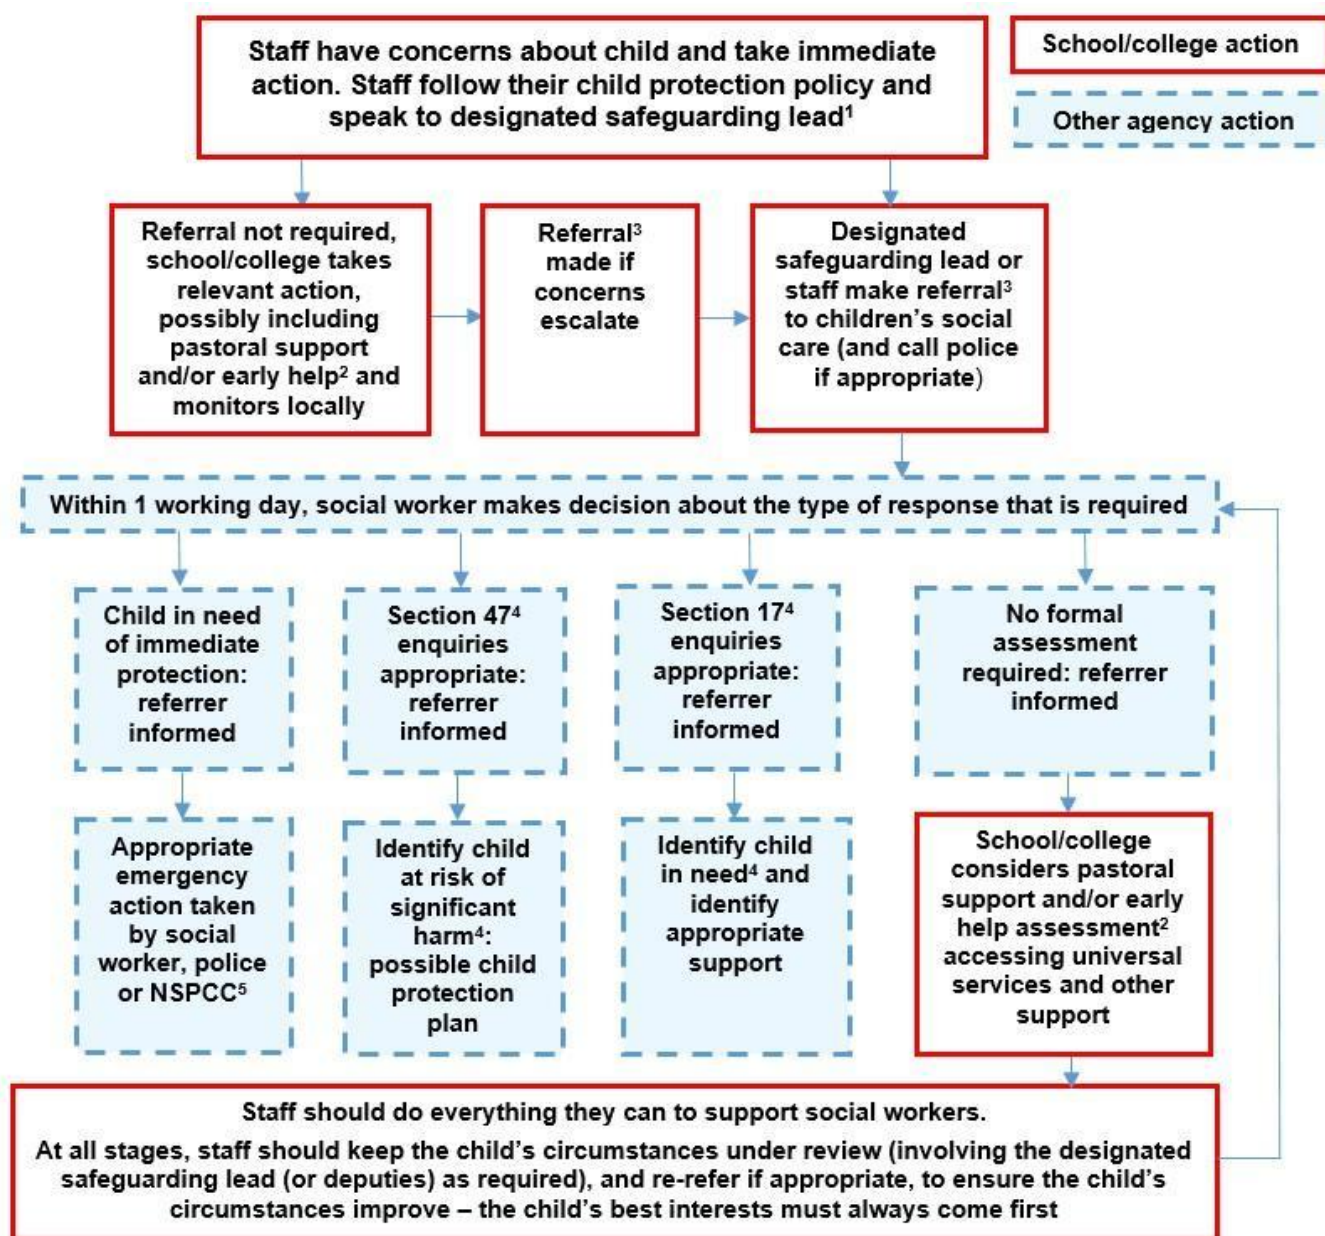 Staff have concerns about child and take immediate
action. Staff follow their child protection policy and
speak to designated safeguarding lead¹
School/college action
Other agency action
Referral not required,
school/college takes
relevant action,
possibly including
pastoral support
and/or early help² and
monitors locally
Referral³
made if
concerns
escalate
Designated
safeguarding lead or
staff make referral³
to children’s social
care (and call police
if appropriate)
Within 1 working day, social worker makes decision about the type of response that is required
Child in need
of immediate
protection:
referrer
informed
Section 47⁴
enquiries
appropriate:
referrer
informed
Section 17⁴
enquiries
appropriate:
referrer
informed
No formal
assessment
required: referrer
informed
Appropriate
emergency
action taken
by social
worker, police
or NSPCC⁵
Identify child
at risk of
significant
harm⁴:
possible child
protection
plan
Identify child
in need⁴ and
identify
appropriate
support
School/college
considers pastoral
support and/or early
help assessment²
accessing universal
services and other
support
Staff should do everything they can to support social workers.
At all stages, staff should keep the child’s circumstances under review (involving the designated
safeguarding lead (or deputies) as required), and re-refer if appropriate, to ensure the child’s
circumstances improve – the child’s best interests must always come first